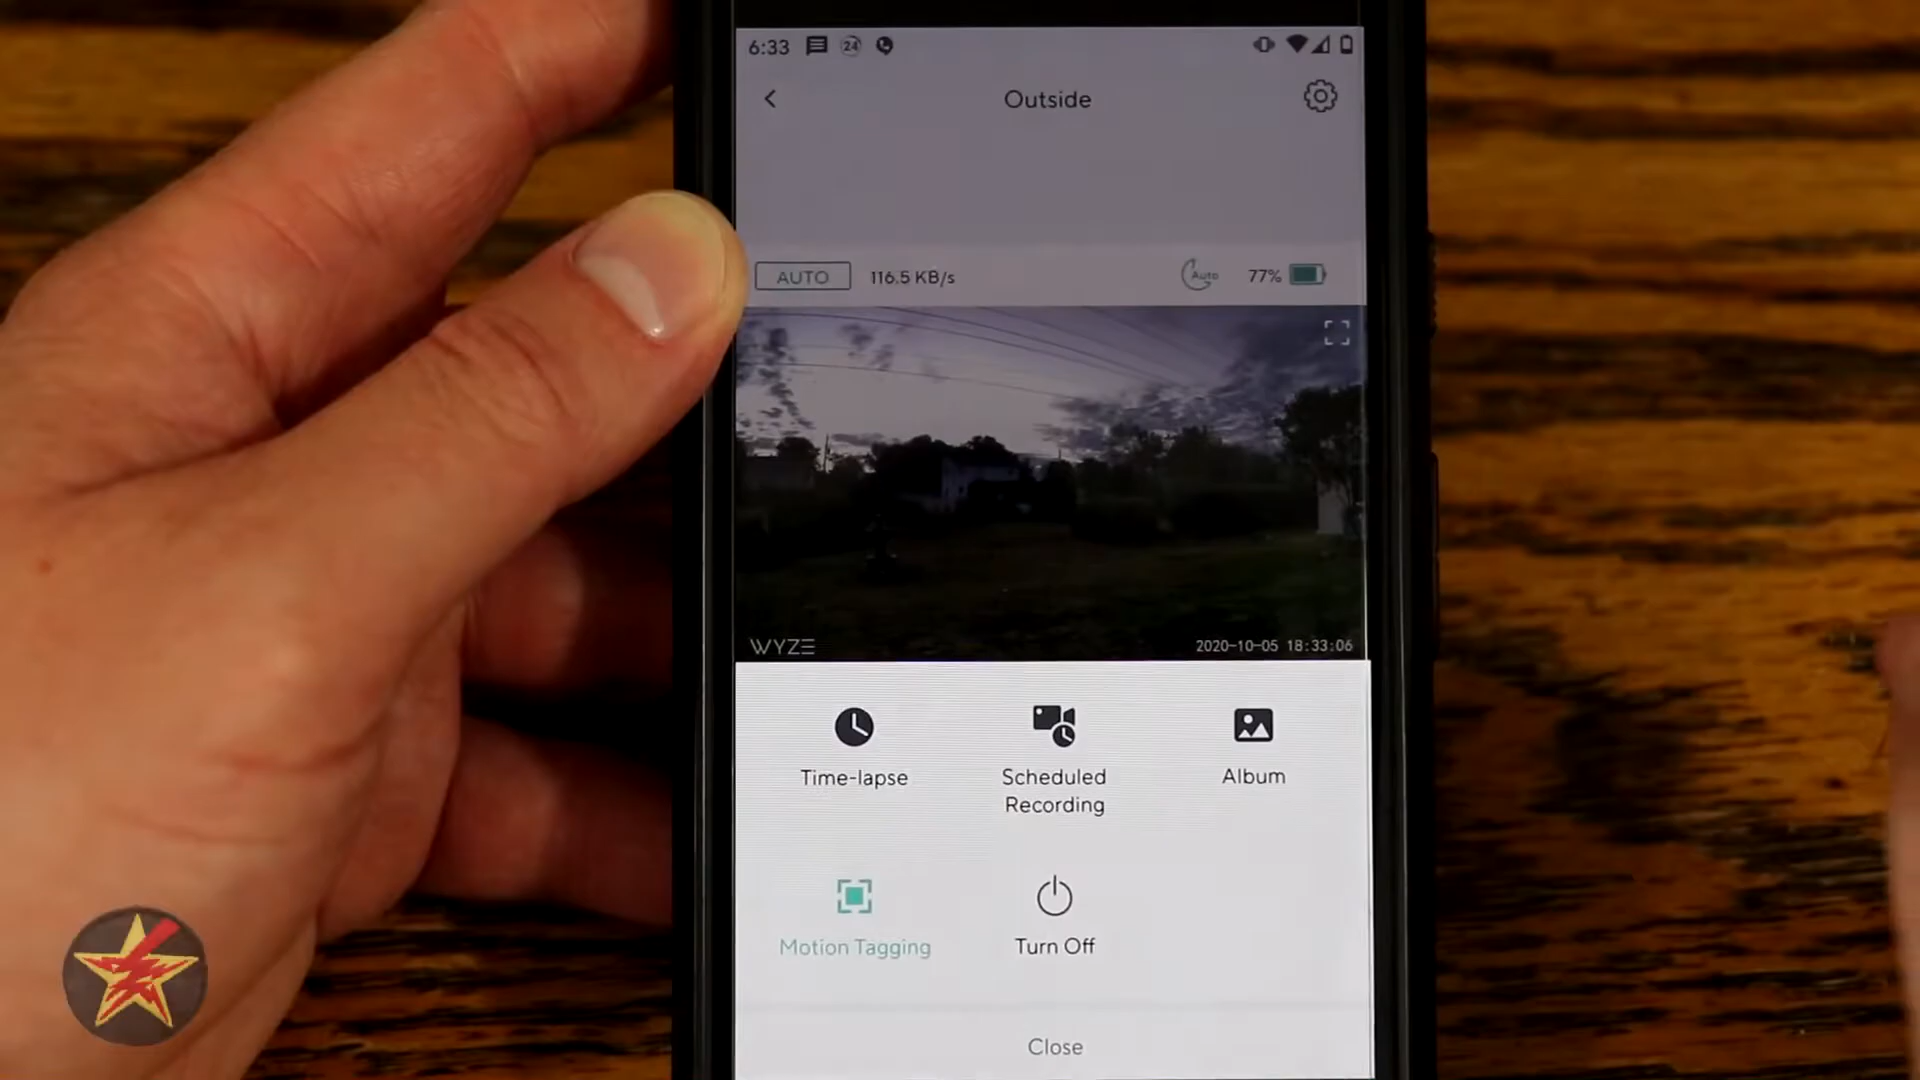 6:33
24
Outside
AUTO 116.5 KB/s Auto 77%
WYZE 2020-10-05 18:33:06
Time-lapse
Scheduled
Recording
Album
Motion Tagging
Turn Off
Close